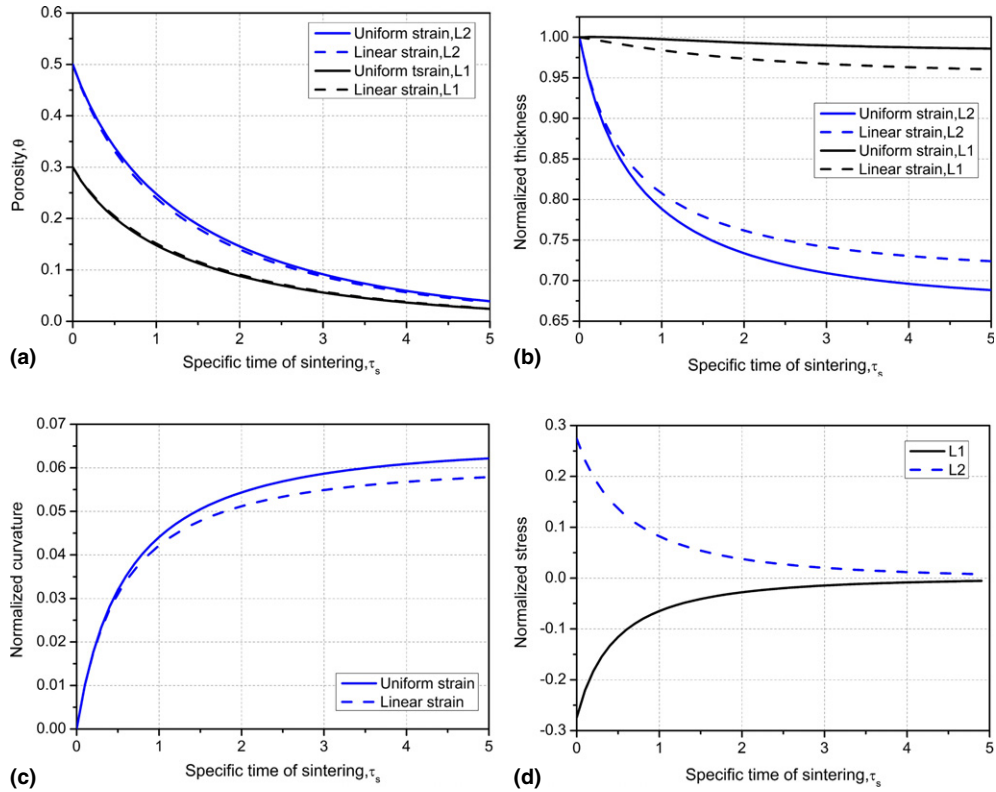 Porosity,θ
0.6
0.5
0.4
0.3
0.2
0.1
0.0
Uniform strain,L2
Linear strain,L2
Uniform tsrain,L1
Linear strain,L1
0 1 2 3 4 5
Specific time of sintering,τs
(a)
Normalized thickness
1.00
0.95
0.90
0.85
0.80
0.75
0.70
0.65
Uniform strain,L2
Linear strain,L2
Uniform strain,L1
Linear strain,L1
0 1 2 3 4 5
Specific time of sintering,τs
(b)
Normalized curvature
0.07
0.06
0.05
0.04
0.03
0.02
0.01
0.00
Uniform strain
Linear strain
0 1 2 3 4 5
Specific time of sintering,τs
(c)
Normalized stress
0.3
0.2
0.1
0.0
-0.1
-0.2
-0.3
L1
L2
0 1 2 3 4 5
Specific time of sintering,τs
(d)